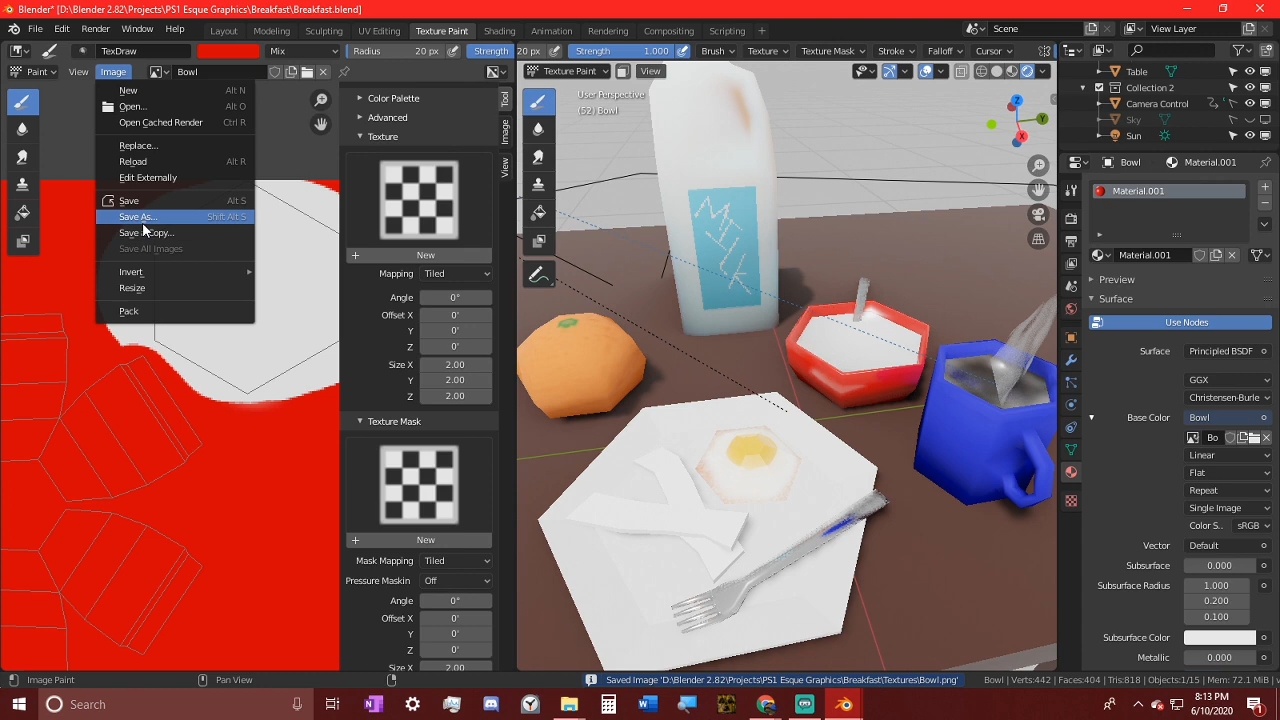 Blender* [D:\Blender 2.82\Projects\PS1 Esque Graphics\Breakfast\Breakfast.blend]
File Edit Render Window Help Layout Modeling Sculpting UV Editing Texture Paint Shading Animation Rendering Compositing Scripting Scene View Layer
TexDraw Mix Radius 20 px Strength 20 px Strength 1.000 Brush Texture Texture Mask Stroke Falloff Cursor
Paint View Image Bowl Texture Paint View
New Alt N
Open... Alt O
Open Cached Render Ctrl R
Replace...
Reload Alt R
Edit Externally
Save Alt S
Save As... Shift Alt S
Save All Images
Invert
Resize
Pack
Color Palette
Advanced
Texture
New
Mapping Tiled
Angle 0°
Offset X 0°
Y 0°
Z 0°
Size X 2.00
Y 2.00
Z 2.00
Texture Mask
New
Mask Mapping Tiled
Pressure Maskin Off
Angle 0°
Offset X 0°
Y 0°
Z 0°
Size X 2.00
Tool
Image
View
User Perspective
(52) Bowl
MILK
Table
Collection 2
Camera Control
Sky
Sun
Bowl Material.001
Material.001
Material.001
Preview
Surface
Use Nodes
Surface Principled BSDF
GGX
Christensen-Burle
Base Color Bowl
Bo
Linear
Flat
Repeat
Single Image
Color S.. sRGB
Vector Default
Subsurface 0.000
Subsurface Radius 1.000
0.200
0.100
Subsurface Color
Metallic 0.000
Image Paint Pan View Saved Image 'D:\Blender 2.82\Projects\PS1 Esque Graphics\Breakfast\Textures\Bowl.png' Bowl | Verts:442 | Faces:404 | Tris:818 | Objects:1/15 | Mem: 72.1 MiB | v
Search
8:13 PM
6/10/2020